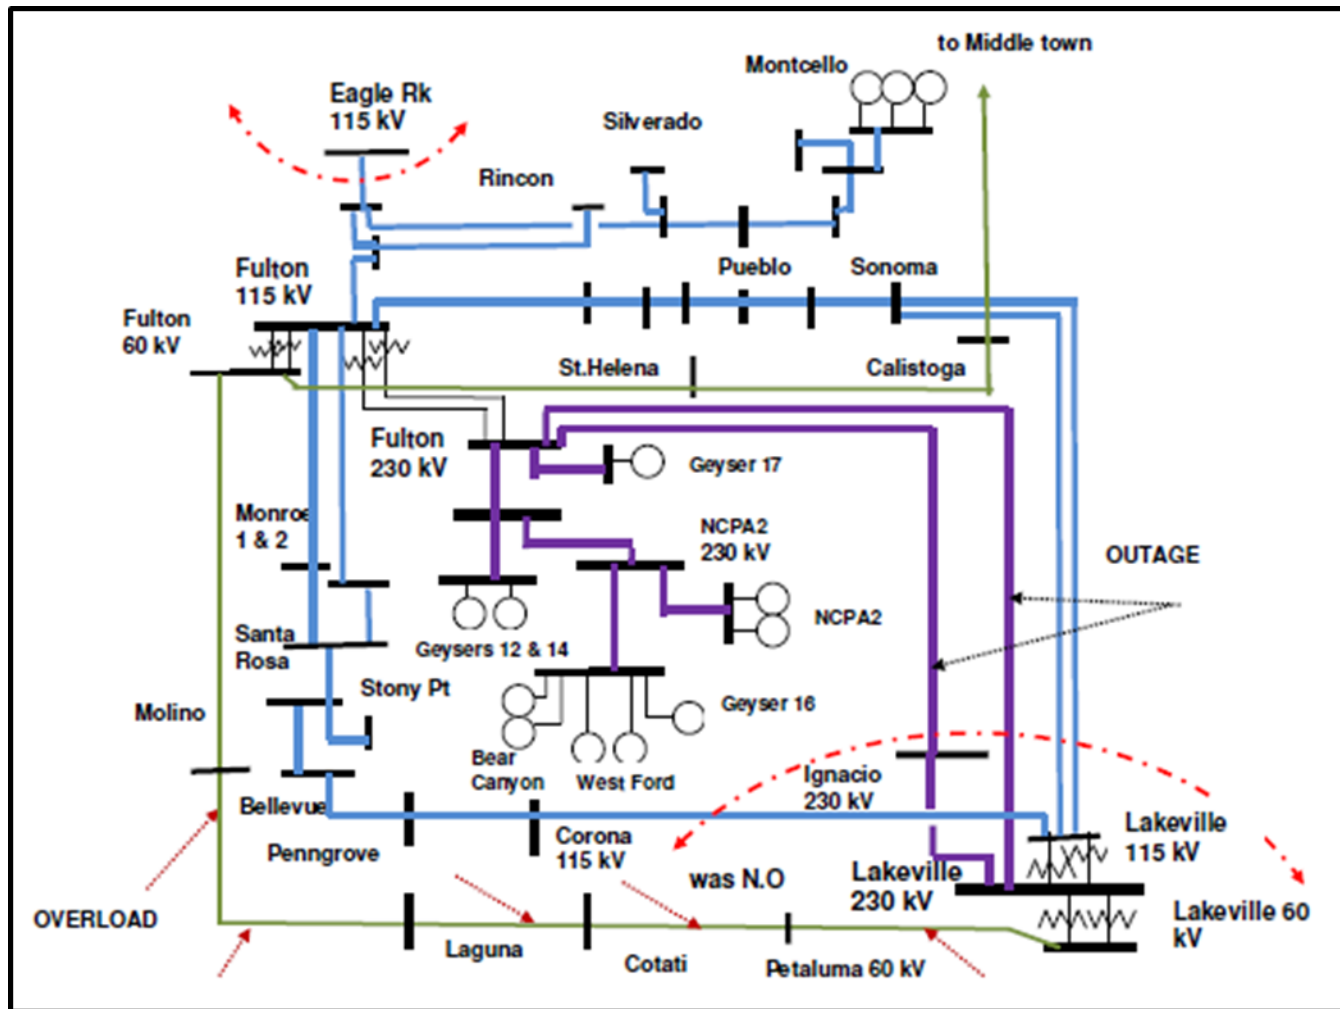 to Middle town
Montcello
Eagle Rk
115 kV
Silverado
Rincon
Fulton
115 kV
Pueblo
Sonoma
Fulton
60 kV
St.Helena
Calistoga
Fulton
230 kV
Geyser 17
Monroe
1 & 2
NCPA2
230 kV
OUTAGE
NCPA2
Santa
Rosa
Geysers 12 & 14
Stony Pt
Molino
Geyser 16
Bear
Canyon
West Ford
Ignacio
230 kV
Bellevue
Penngrove
Corona
115 kV
Lakeville
115 kV
was N.O
Lakeville
230 kV
OVERLOAD
Lakeville 60
kV
Laguna
Cotati
Petaluma 60 kV